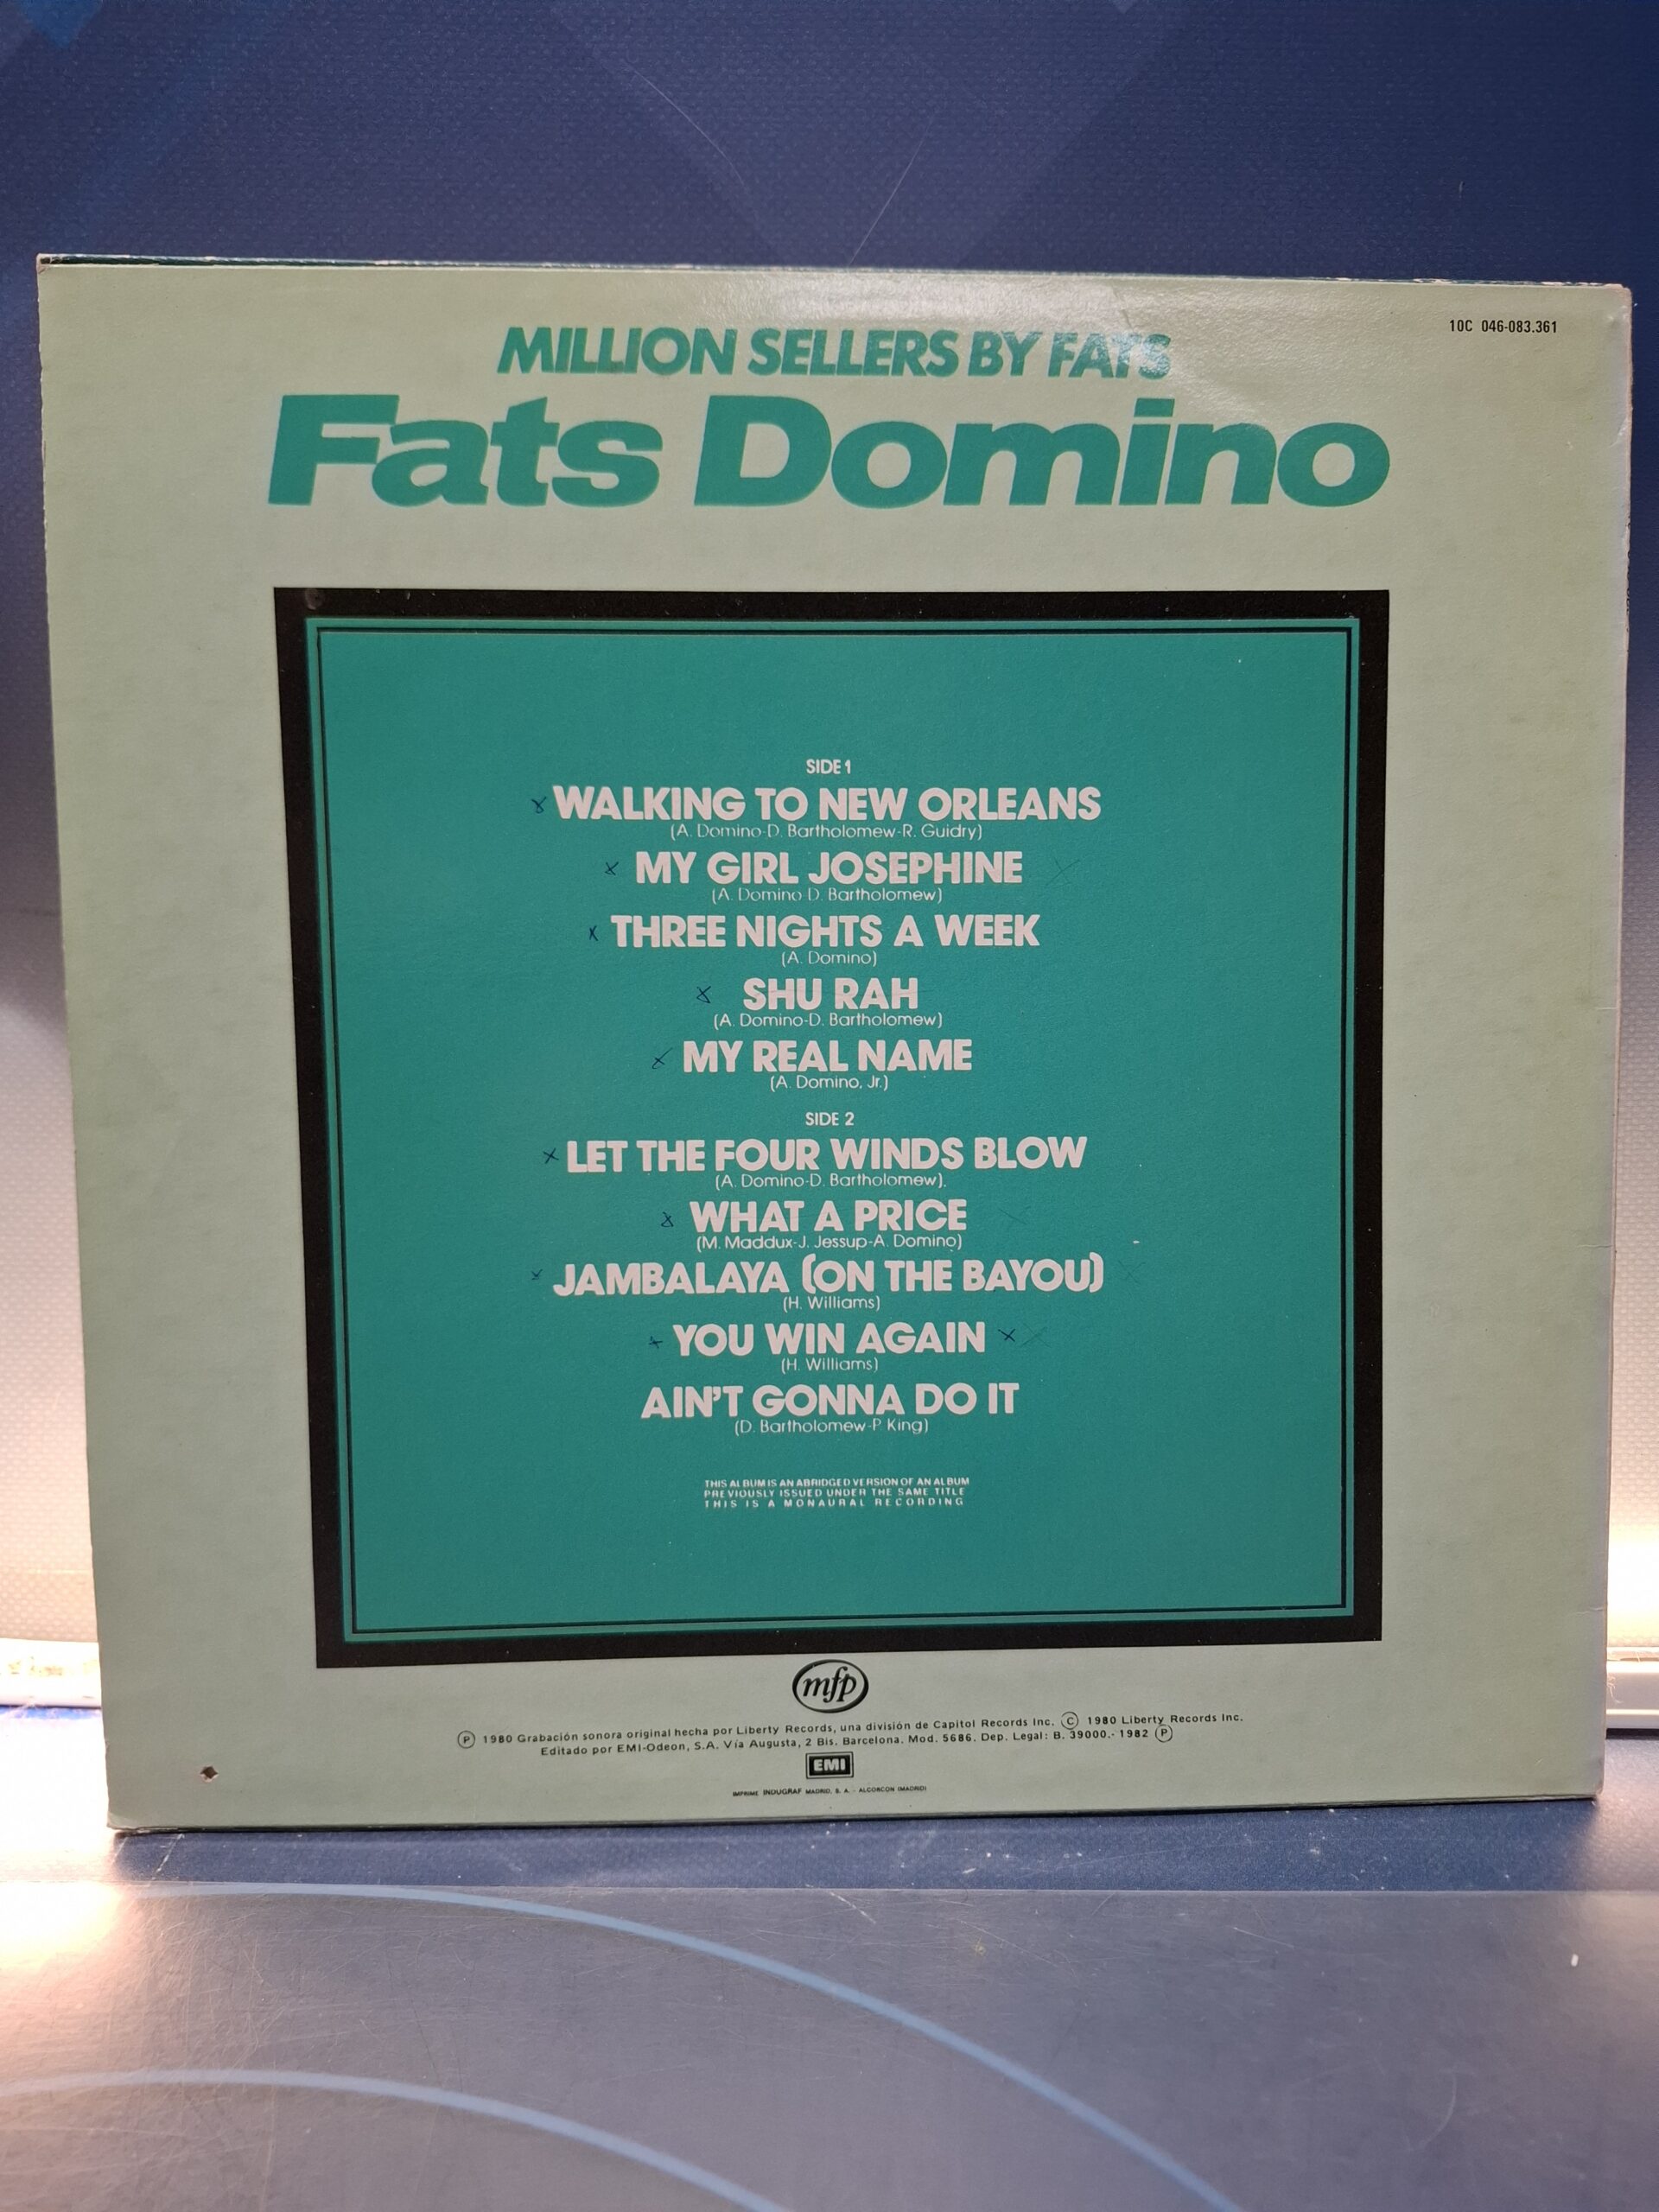 10C 046-083.361
MILLION SELLERS BY FATS
Fats Domino
SIDE 1
x WALKING TO NEW ORLEANS
(A. Domino-D. Bartholomew-R. Guidry)
x MY GIRL JOSEPHINE x
(A. Domino-D. Bartholomew)
x THREE NIGHTS A WEEK
(A. Domino)
x SHU RAH
(A. Domino-D. Bartholomew)
x MY REAL NAME
(A. Domino, Jr.)
SIDE 2
x LET THE FOUR WINDS BLOW
(A. Domino-D. Bartholomew).
x WHAT A PRICE x
(M. Maddux-J. Jessup-A. Domino)
x JAMBALAYA (ON THE BAYOU) x
(H. Williams)
x YOU WIN AGAIN x
(H. Williams)
AIN'T GONNA DO IT
(D. Bartholomew-P. King)
THIS ALBUM IS AN ABRIDGED VERSION OF AN ALBUM
PREVIOUSLY ISSUED UNDER THE SAME TITLE
THIS IS A MONAURAL RECORDING
mfp
Ⓟ 1980 Grabación sonora original hecha por Liberty Records, una división de Capitol Records Inc. Ⓒ 1980 Liberty Records Inc.
Editado por EMI-Odeon, S.A. Vía Augusta, 2 Bis. Barcelona. Mod. 5686. Dep. Legal: B. 39000.- 1982 Ⓟ
EMI
IMPRIME INDUGRAF MADRID, S. A. - ALCORCON (MADRID)